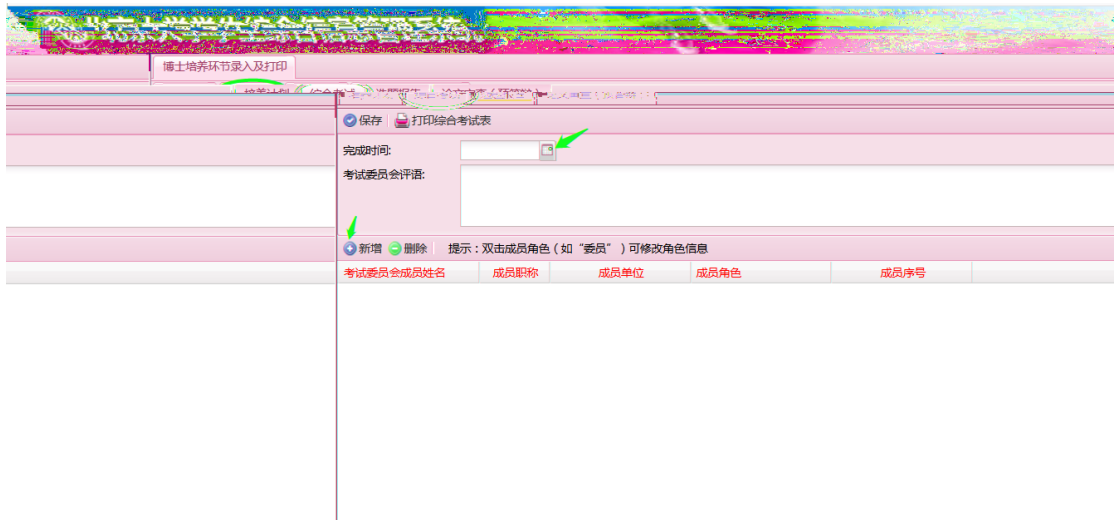 博士培养环节录入及打印
保存 打印综合考试表
完成时间:
考试委员会评语:
新增 删除 提示：双击成员角色（如“委员”）可修改角色信息
考试委员会成员姓名 成员职称 成员单位 成员角色 成员序号